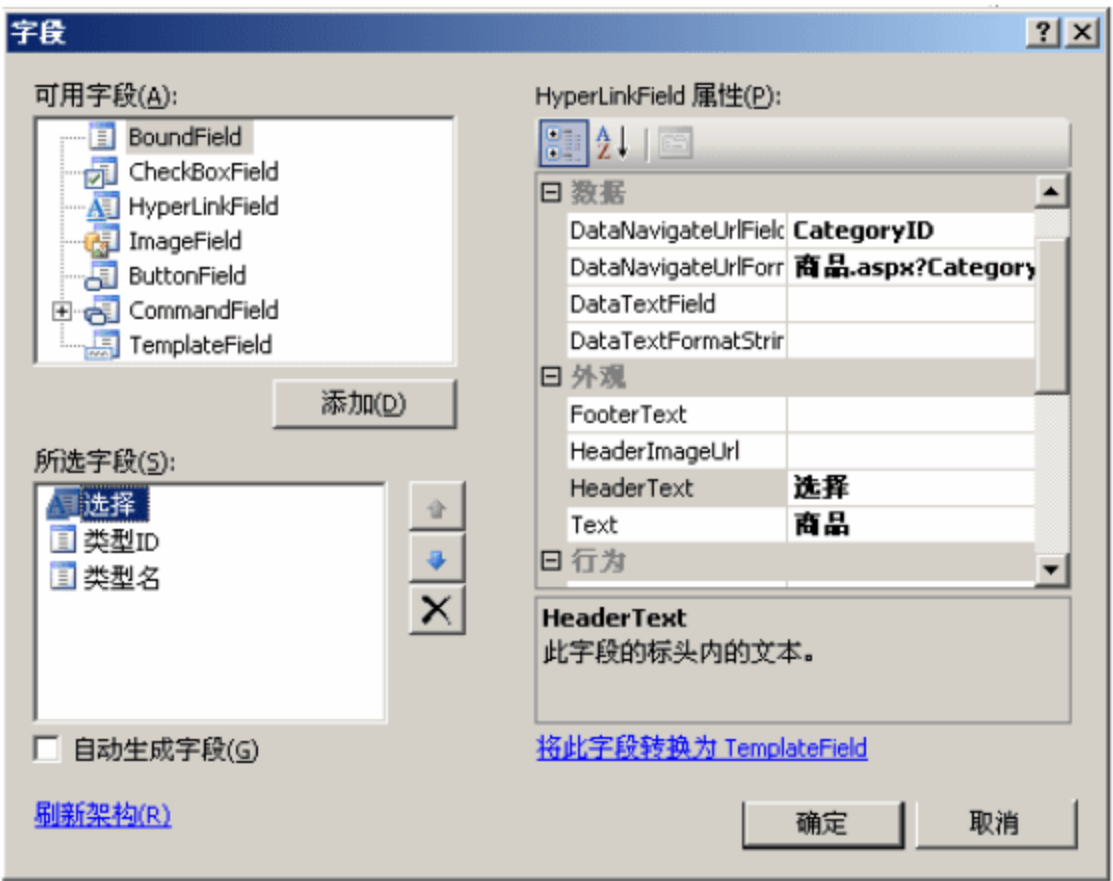 字段
可用字段(A):
BoundField
CheckBoxField
HyperLinkField
ImageField
ButtonField
CommandField
TemplateField
添加(D)
所选字段(S):
选择
类型ID
类型名
自动生成字段(G)
刷新架构(R)
HyperLinkField 属性(P):
数据
DataNavigateUrlFielc CategoryID
DataNavigateUrlForr 商品.aspx?Category
DataTextField
DataTextFormatStrir
外观
FooterText
HeaderImageUrl
HeaderText 选择
Text 商品
行为
HeaderText
此字段的标头内的文本。
将此字段转换为 TemplateField
确定 取消